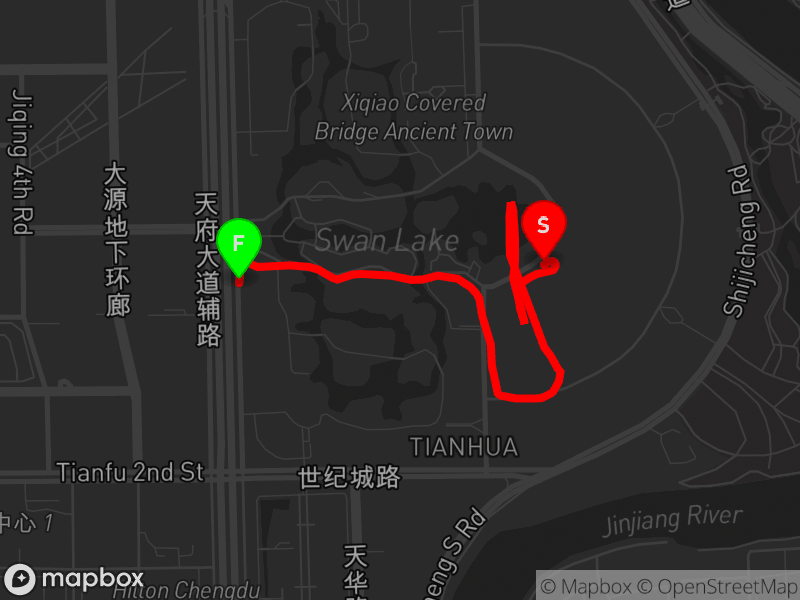 Xiqiao Covered
Bridge Ancient Town
Jiqing 4th Rd
大源地下环廊
天府大道辅路
Shijicheng Rd
F
S
Swan Lake
TIANHUA
Tianfu 2nd St
世纪城路
中心 1
Jinjiang River
天华
eng S Rd
Hilton Chengdu
mapbox
© Mapbox © OpenStreetMap